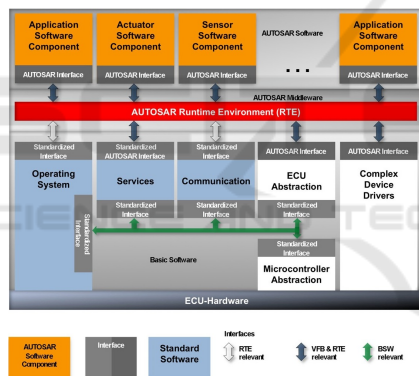 Application
Software
Component
Actuator
Software
Component
Sensor
Software
Component
AUTOSAR Software
Application
Software
Component
AUTOSAR Interface
AUTOSAR Interface
AUTOSAR Interface
...
AUTOSAR Interface
AUTOSAR Middleware
AUTOSAR Runtime Environment (RTE)
Standardized
Interface
Standardized
AUTOSAR Interface
Standardized
Interface
AUTOSAR Interface
AUTOSAR Interface
Operating
System
Services
Communication
ECU
Abstraction
Complex
Device
Drivers
Standardized
Interface
Standardized
Interface
Standardized
Interface
Standardized
Interface
Standardized
Interface
Basic Software
Microcontroller
Abstraction
ECU-Hardware
AUTOSAR
Software
Component
Interface
Standard
Software
Interfaces
RTE
relevant
VFB & RTE
relevant
BSW
relevant